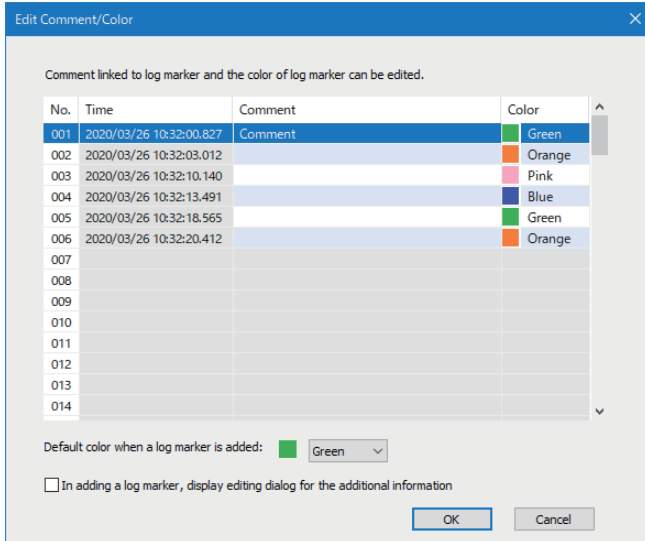 Edit Comment/Color
Comment linked to log marker and the color of log marker can be edited.
No. Time Comment Color
001 2020/03/26 10:32:00.827 Comment Green
002 2020/03/26 10:32:03.012 Orange
003 2020/03/26 10:32:10.140 Pink
004 2020/03/26 10:32:13.491 Blue
005 2020/03/26 10:32:18.565 Green
006 2020/03/26 10:32:20.412 Orange
007
008
009
010
011
012
013
014
Default color when a log marker is added: Green
In adding a log marker, display editing dialog for the additional information
OK Cancel